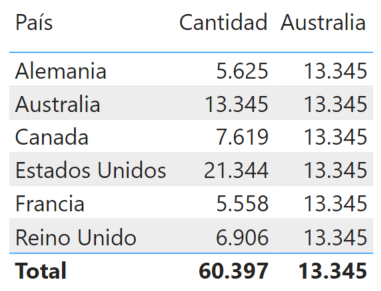 País Cantidad Australia
Alemania 5.625 13.345
Australia 13.345 13.345
Canada 7.619 13.345
Estados Unidos 21.344 13.345
Francia 5.558 13.345
Reino Unido 6.906 13.345
Total 60.397 13.345